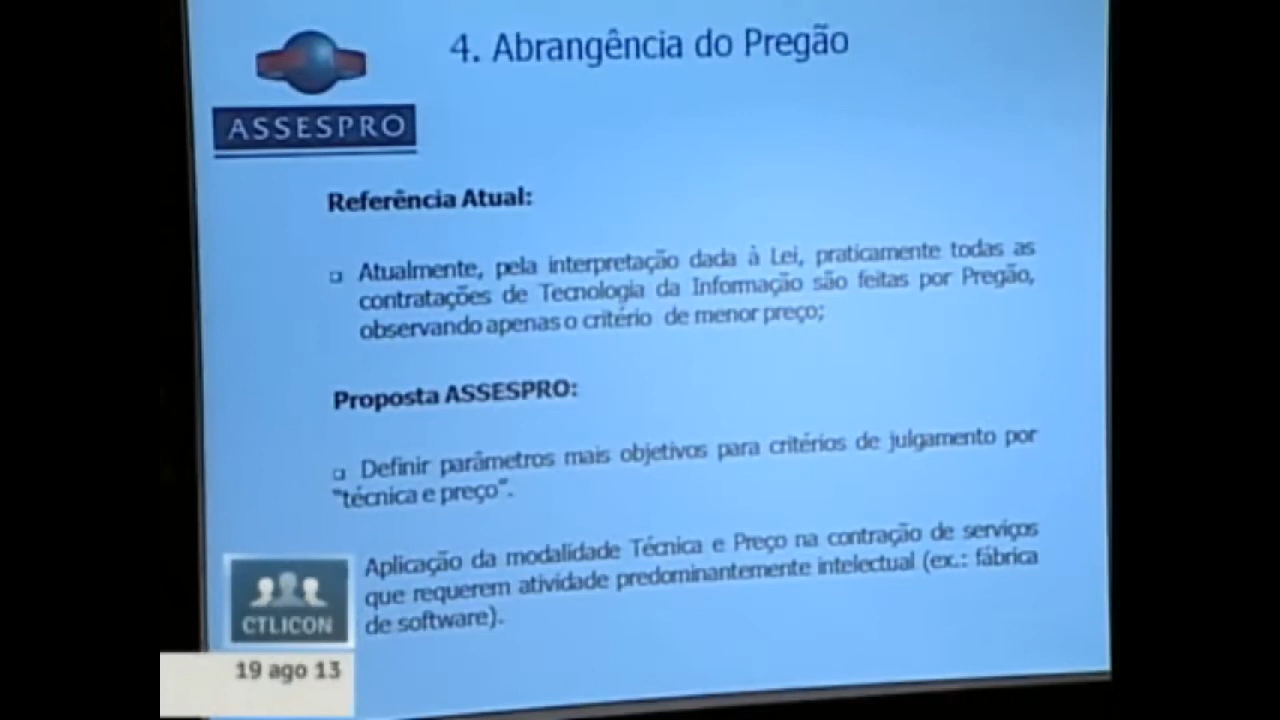 4. Abrangência do Pregão
ASSESPRO
Referência Atual:
❑ Atualmente, pela interpretação dada à Lei, praticamente todas as
contratações de Tecnologia da Informação são feitas por Pregão,
observando apenas o critério de menor preço;
Proposta ASSESPRO:
❑ Definir parâmetros mais objetivos para critérios de julgamento por
"técnica e preço".
Aplicação da modalidade Técnica e Preço na contração de serviços
que requerem atividade predominantemente intelectual (ex.: fábrica
de software).
CTLICON
19 ago 13